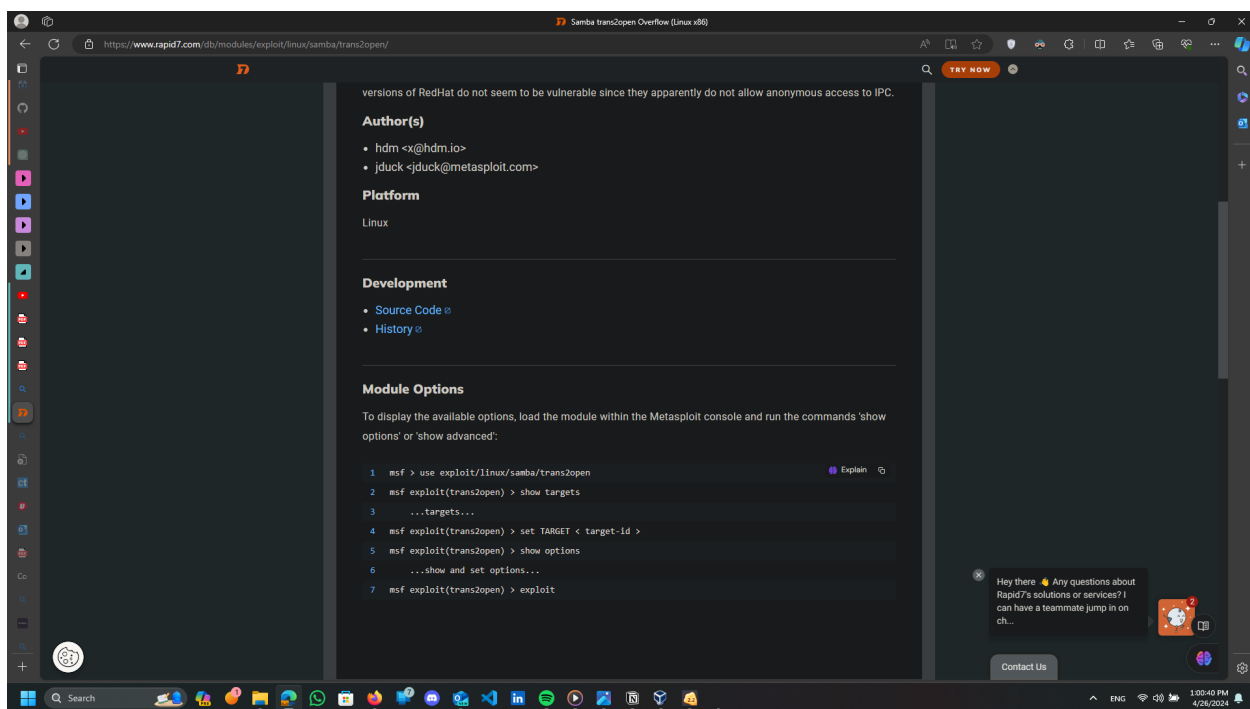 Samba trans2open Overflow (Linux x86)
https://www.rapid7.com/db/modules/exploit/linux/samba/trans2open/
TRY NOW
versions of RedHat do not seem to be vulnerable since they apparently do not allow anonymous access to IPC.
Author(s)
• hdm <x@hdm.io>
• jduck <jduck@metasploit.com>
Platform
Linux
Development
• Source Code
• History
Module Options
To display the available options, load the module within the Metasploit console and run the commands 'show
options' or 'show advanced':
Explain
1 msf > use exploit/linux/samba/trans2open
2 msf exploit(trans2open) > show targets
3 ...targets...
4 msf exploit(trans2open) > set TARGET < target-id >
5 msf exploit(trans2open) > show options
6 ...show and set options...
7 msf exploit(trans2open) > exploit
Hey there 👋 Any questions about
Rapid7's solutions or services? I
can have a teammate jump in on
ch...
2
Contact Us
Search
ENG
1:00:40 PM
4/26/2024